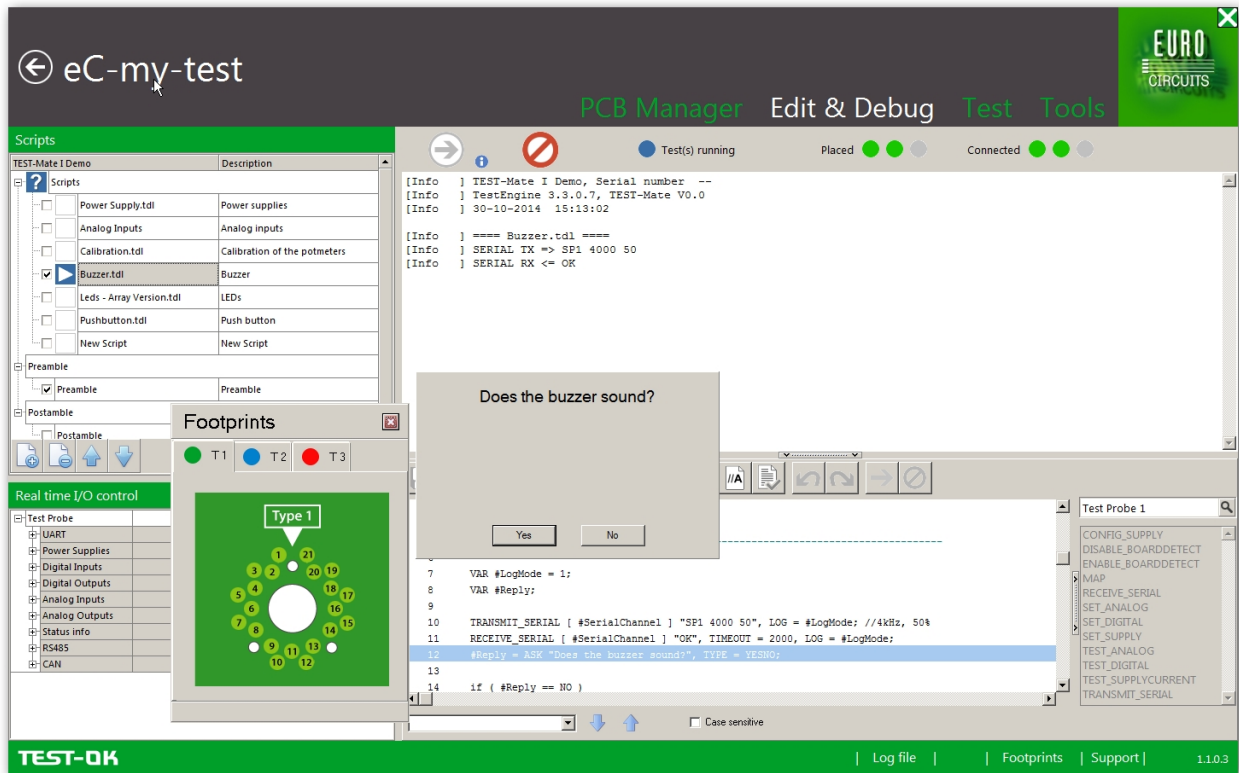 eC-my-test
EURO
CIRCUITS
PCB Manager Edit & Debug Test Tools
Scripts
TEST-Mate I Demo Description
Scripts
Power Supply.tdl Power supplies
Analog Inputs Analog inputs
Calibration.tdl Calibration of the potmeters
Buzzer.tdl Buzzer
Leds - Array Version.tdl LEDs
Pushbutton.tdl Push button
New Script New Script
Preamble
Preamble Preamble
Postamble
Postamble
Test(s) running Placed Connected
[Info ] TEST-Mate I Demo, Serial number --
[Info ] TestEngine 3.3.0.7, TEST-Mate V0.0
[Info ] 30-10-2014 15:13:02
[Info ] ==== Buzzer.tdl ====
[Info ] SERIAL TX => SP1 4000 50
[Info ] SERIAL RX <= OK
Does the buzzer sound?
Yes No
Footprints
T1 T2 T3
Type 1
1 21
3 2 20 19
5 4 18 17
6 16
7 8 14 15
9 11 13
10 12
Real time I/O control
Test Probe
UART
Power Supplies
Digital Inputs
Digital Outputs
Analog Inputs
Analog Outputs
Status info
RS485
CAN
//A
7 VAR #LogMode = 1;
8 VAR #Reply;
9
10 TRANSMIT_SERIAL [ #SerialChannel ] "SP1 4000 50", LOG = #LogMode; //4kHz, 50%
11 RECEIVE_SERIAL [ #SerialChannel ] "OK", TIMEOUT = 2000, LOG = #LogMode;
12 #Reply = ASK "Does the buzzer sound?", TYPE = YESNO;
13
14 if ( #Reply == NO )
Case sensitive
Test Probe 1
CONFIG_SUPPLY
DISABLE_BOARDDETECT
ENABLE_BOARDDETECT
MAP
RECEIVE_SERIAL
SET_ANALOG
SET_DIGITAL
SET_SUPPLY
TEST_ANALOG
TEST_DIGITAL
TEST_SUPPLYCURRENT
TRANSMIT_SERIAL
TEST-OK | Log file | | Footprints | Support | 1.1.0.3